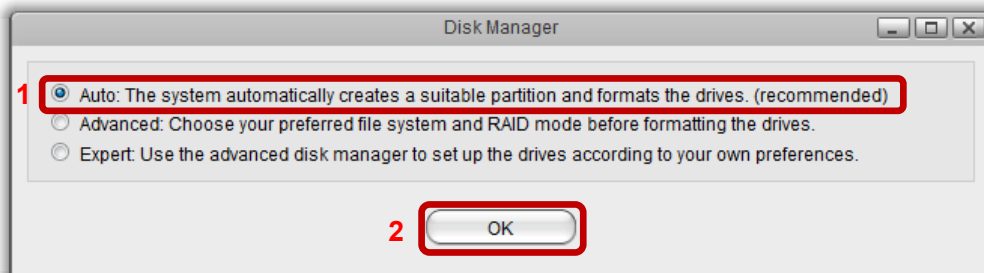 Disk Manager
1 Auto: The system automatically creates a suitable partition and formats the drives. (recommended)
Advanced: Choose your preferred file system and RAID mode before formatting the drives.
Expert: Use the advanced disk manager to set up the drives according to your own preferences.
2 OK